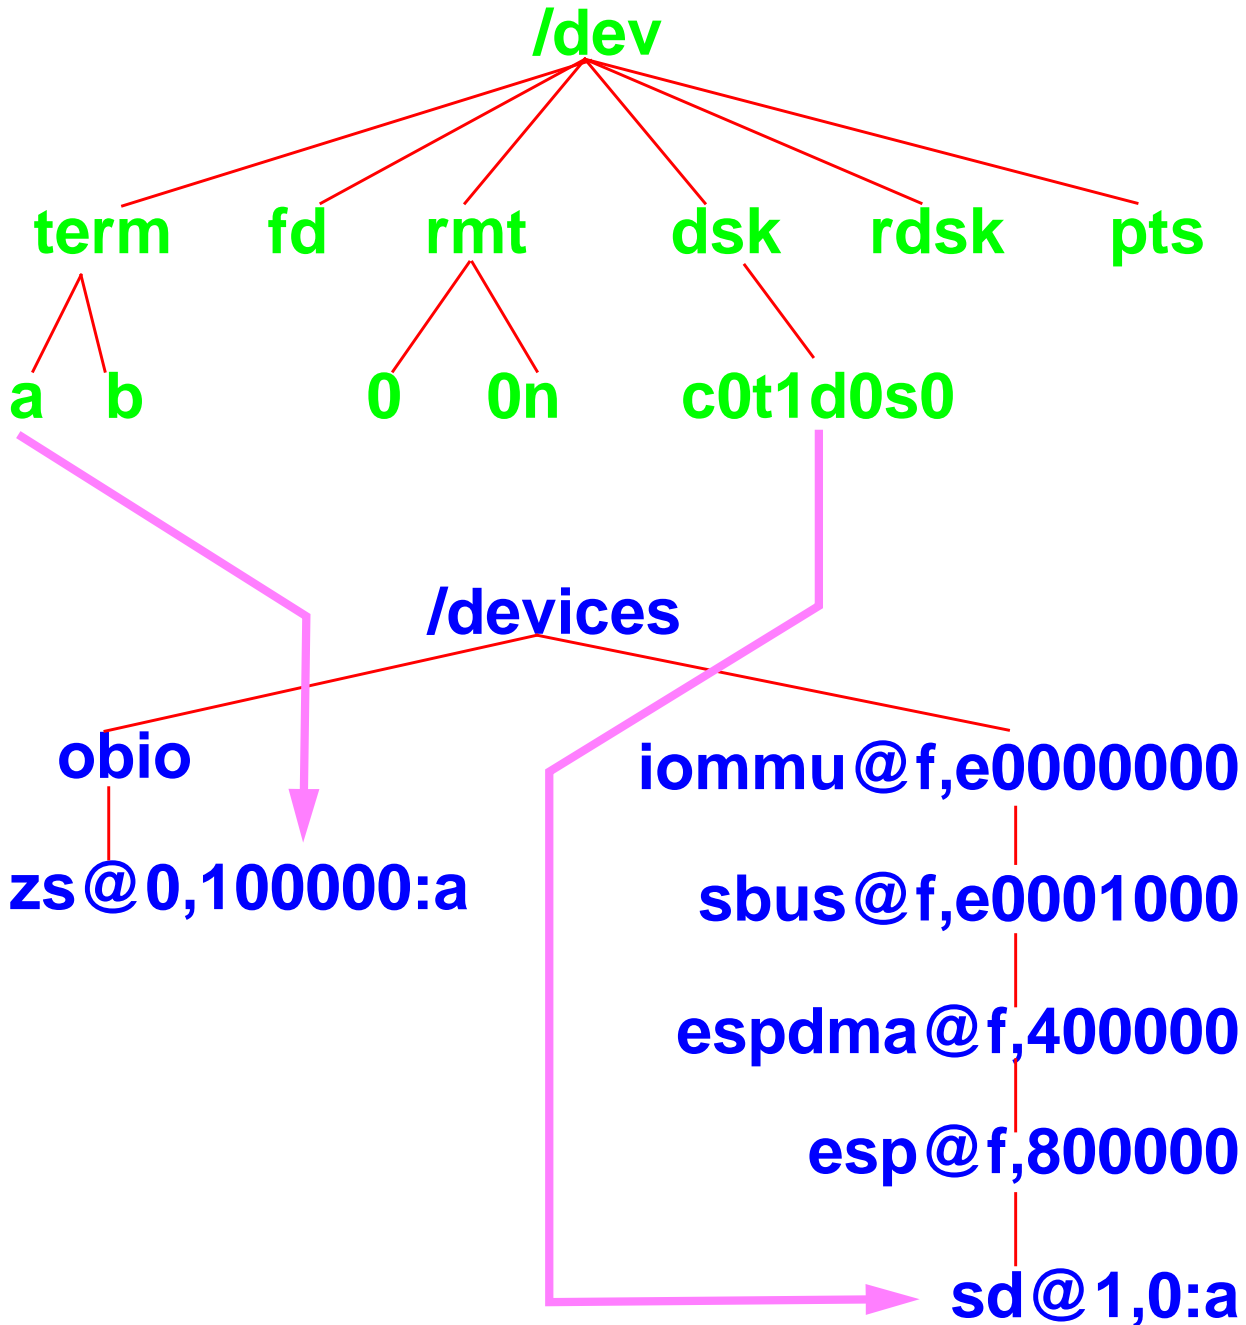 /dev
term fd rmt dsk rdsk pts
a b 0 0n c0t1d0s0
/devices
obio iommu@f,e0000000
zs@0,100000:a sbus@f,e0001000
espdma@f,400000
esp@f,800000
sd@1,0:a